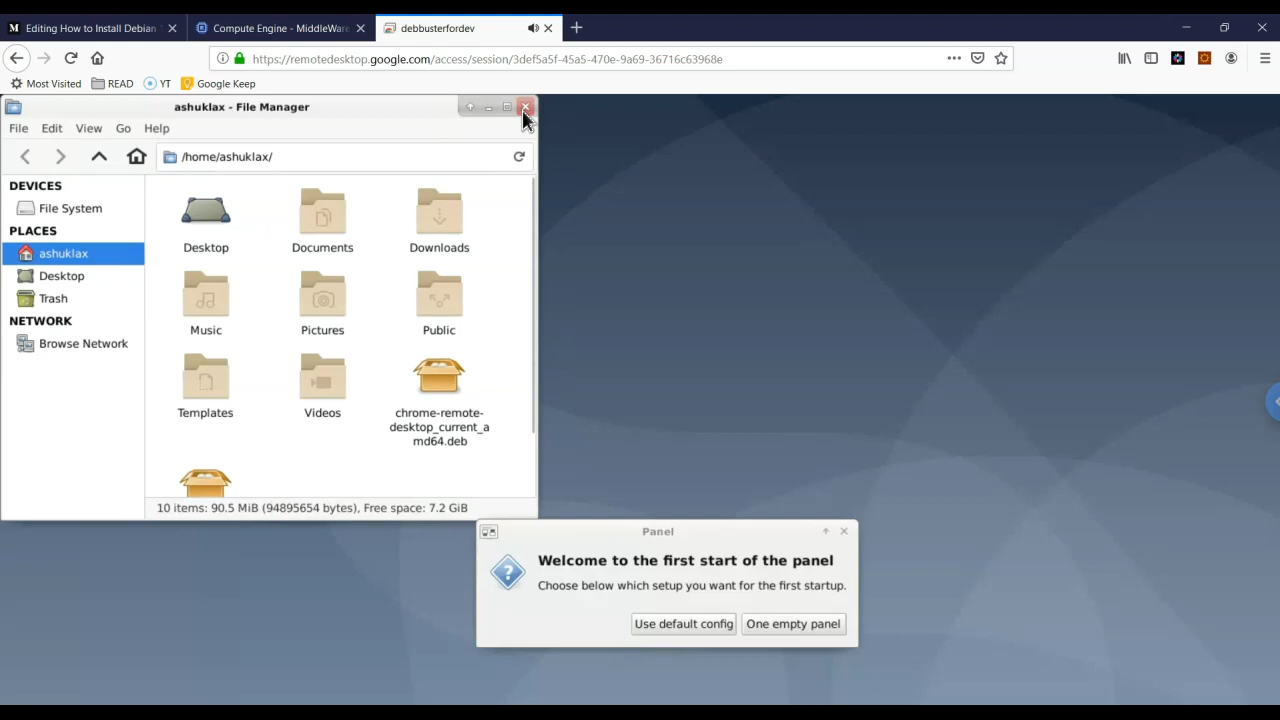 Editing How to Install Debian
Compute Engine - MiddleWare
debbusterfordev
https://remotedesktop.google.com/access/session/3def5a5f-45a5-470e-9a69-36716c63968e
Most Visited
READ
YT
Google Keep
ashuklax - File Manager
File Edit View Go Help
/home/ashuklax/
DEVICES
File System
PLACES
ashuklax
Desktop
Trash
NETWORK
Browse Network
Desktop
Documents
Downloads
Music
Pictures
Public
Templates
Videos
chrome-remote-
desktop_current_a
md64.deb
10 items: 90.5 MiB (94895654 bytes), Free space: 7.2 GiB
Panel
Welcome to the first start of the panel
Choose below which setup you want for the first startup.
Use default config
One empty panel